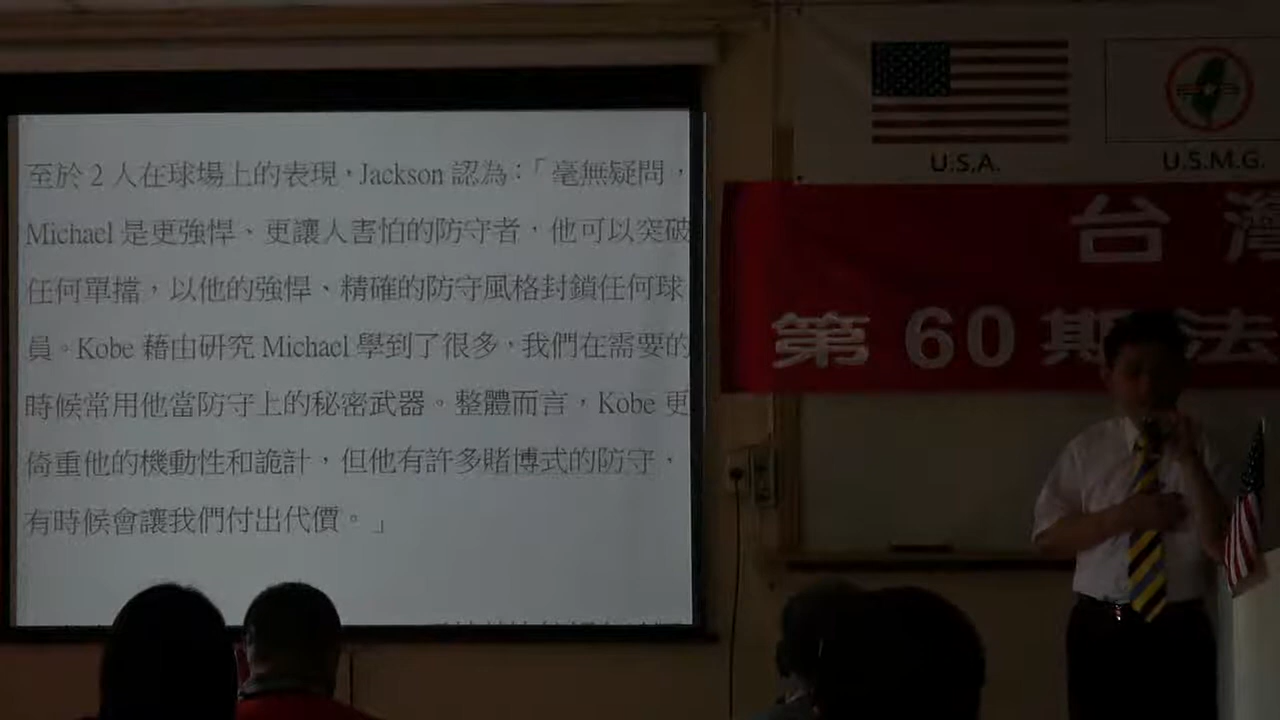 至於 2 人在球場上的表現，Jackson 認為：「毫無疑問，
Michael 是更強悍、更讓人害怕的防守者，他可以突破
任何單擋，以他的強悍、精確的防守風格封鎖任何球
員。Kobe 藉由研究 Michael 學到了很多，我們在需要的
時候常用他當防守上的秘密武器。整體而言，Kobe 更
倚重他的機動性和詭計，但他有許多賭博式的防守，
有時候會讓我們付出代價。」
U.S.A.
U.S.M.G.
台灣
第 60 期 法